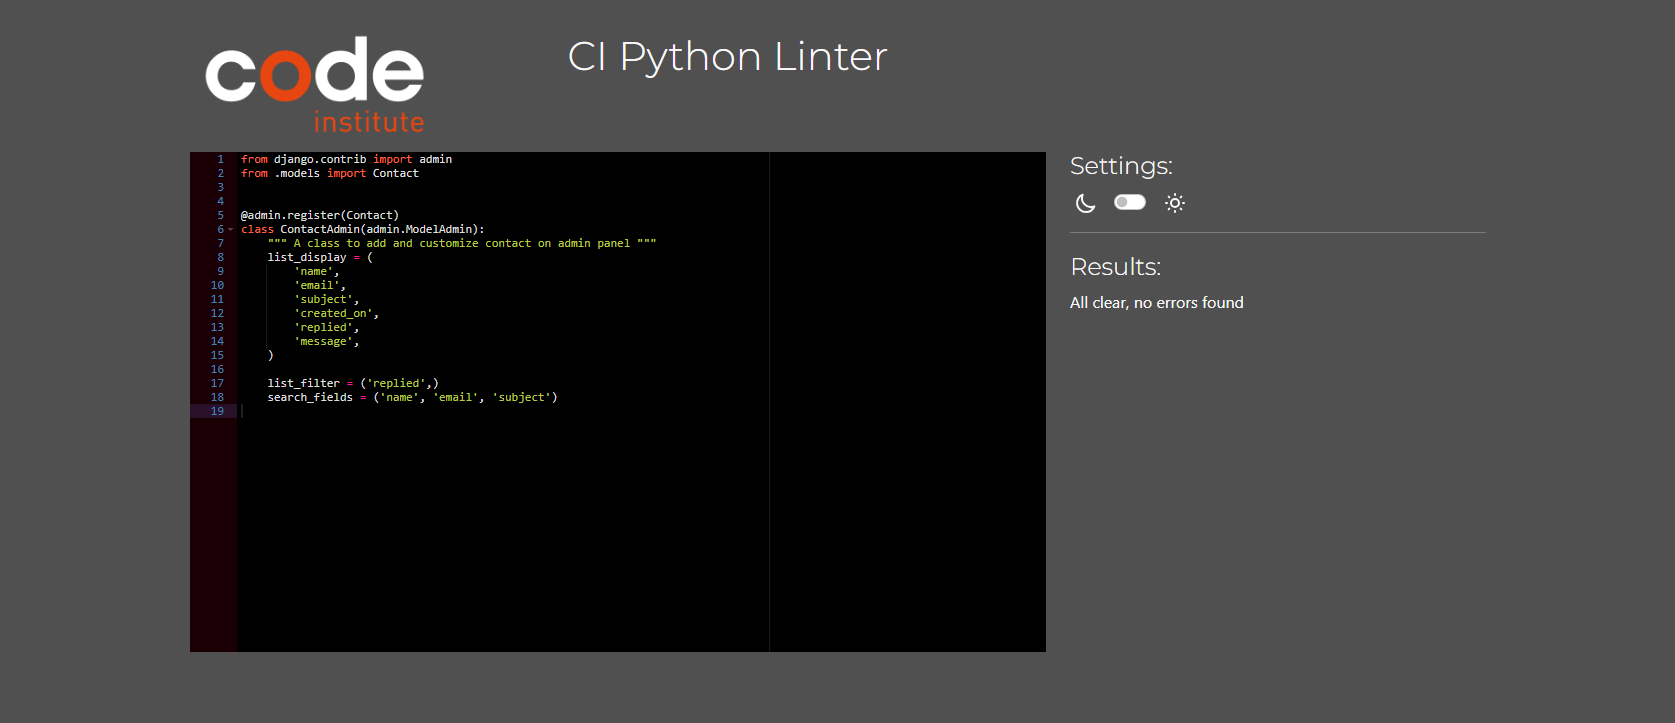 code
institute
CI Python Linter
1 from django.contrib import admin
2 from .models import Contact
3
4
5 @admin.register(Contact)
6 class ContactAdmin(admin.ModelAdmin):
7     """ A class to add and customize contact on admin panel """
8     list_display = (
9         'name',
10         'email',
11         'subject',
12         'created_on',
13         'replied',
14         'message',
15     )
16
17     list_filter = ('replied',)
18     search_fields = ('name', 'email', 'subject')
19
Settings:
Results:
All clear, no errors found